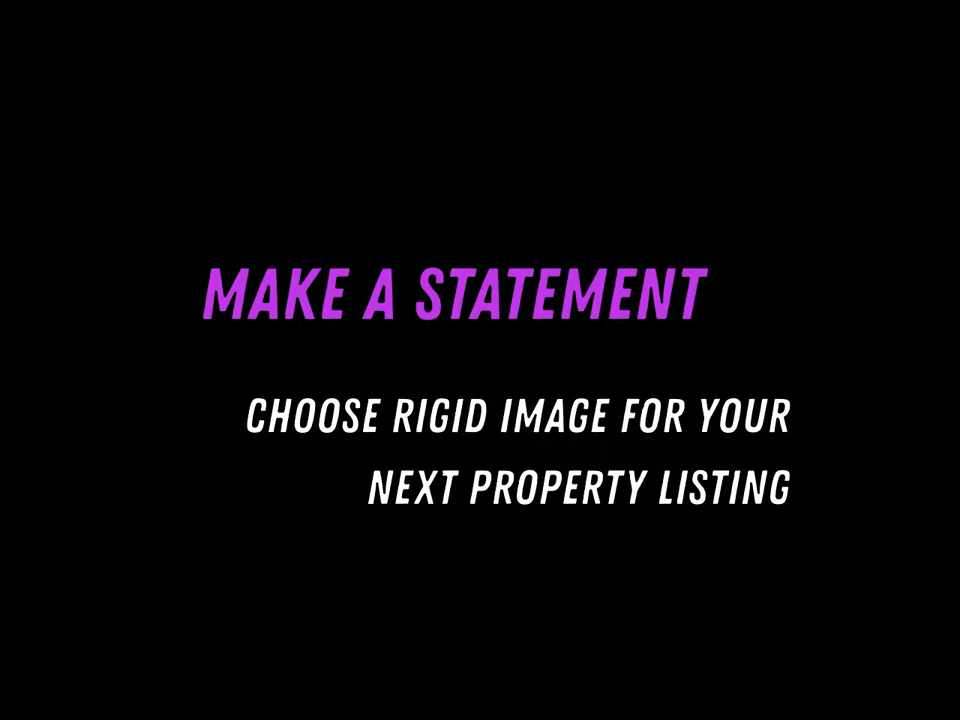 MAKE A STATEMENT
CHOOSE RIGID IMAGE FOR YOUR
NEXT PROPERTY LISTING